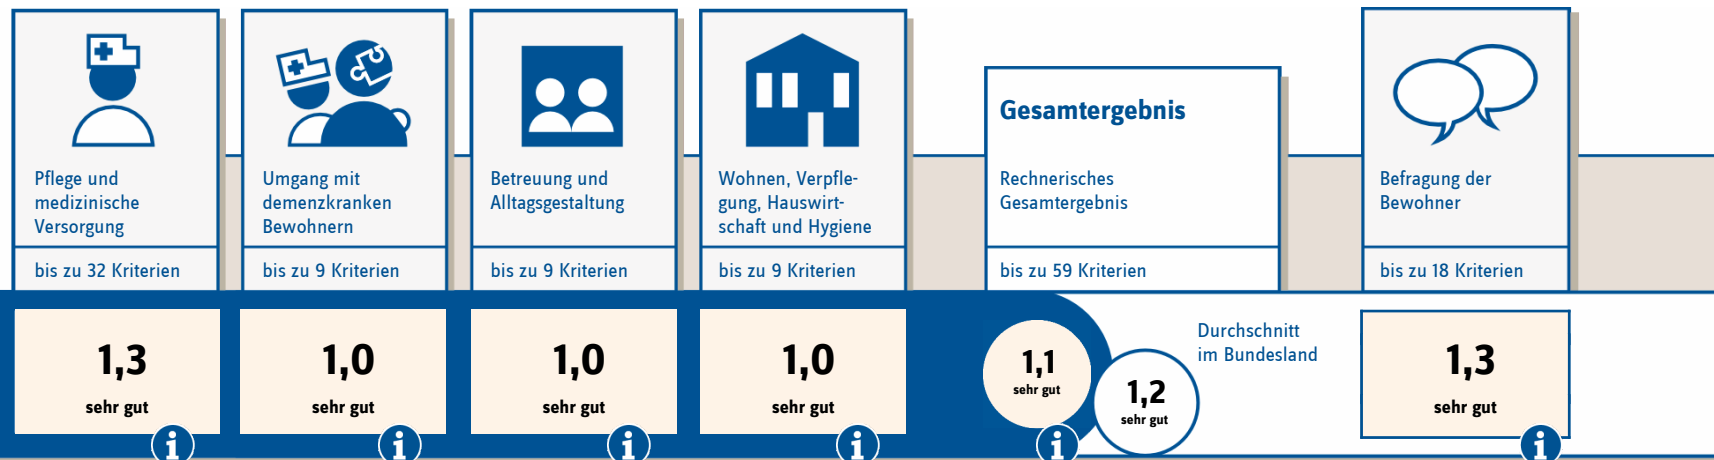 Pflege und
medizinische
Versorgung
bis zu 32 Kriterien
1,3
sehr gut
Umgang mit
demenzkranken
Bewohnern
bis zu 9 Kriterien
1,0
sehr gut
Betreuung und
Alltagsgestaltung
bis zu 9 Kriterien
1,0
sehr gut
Wohnen, Verpfle-
gung, Hauswirt-
schaft und Hygiene
bis zu 9 Kriterien
1,0
sehr gut
Gesamtergebnis
Rechnerisches
Gesamtergebnis
bis zu 59 Kriterien
1,1
sehr gut
Durchschnitt
im Bundesland
1,2
sehr gut
Befragung der
Bewohner
bis zu 18 Kriterien
1,3
sehr gut
i
i
i
i
i
i